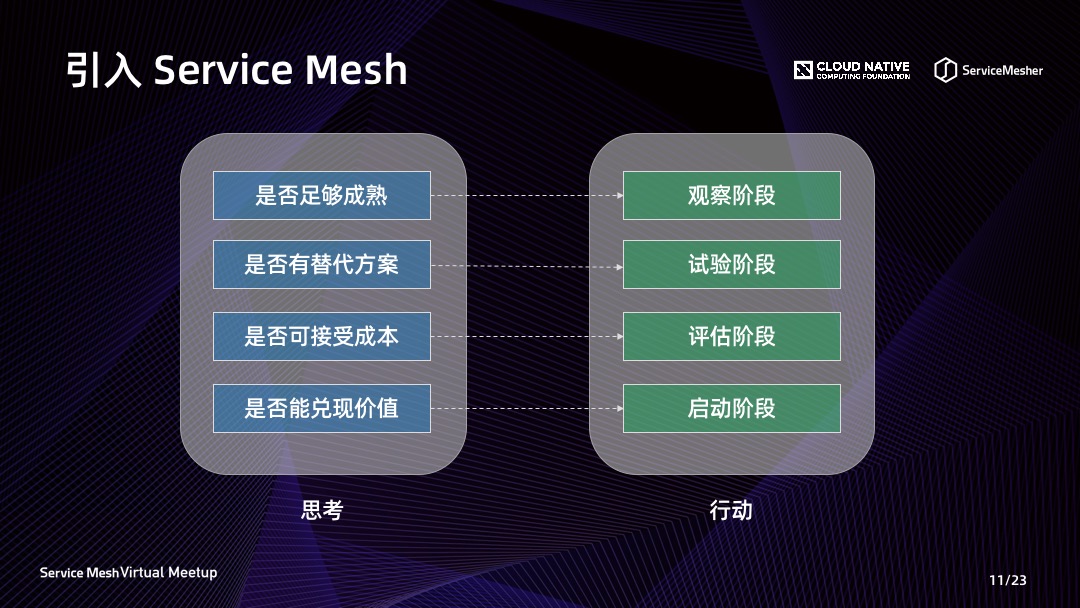 引入 Service Mesh
CLOUD NATIVE
COMPUTING FOUNDATION
ServiceMesher
是否足够成熟
观察阶段
是否有替代方案
试验阶段
是否可接受成本
评估阶段
是否能兑现价值
启动阶段
思考
行动
Service Mesh Virtual Meetup
11/23